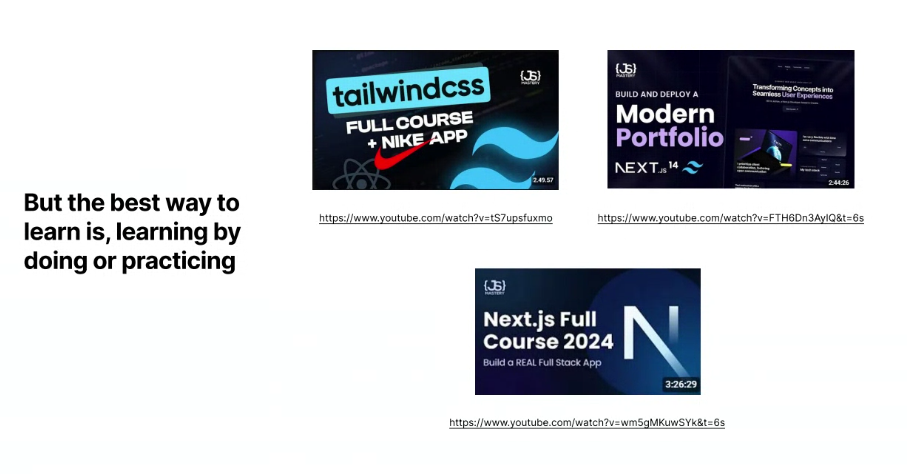 But the best way to
learn is, learning by
doing or practicing
{JS}
MASTERY
tailwindcss
FULL COURSE
+ NIKE APP
2.49.57
https://www.youtube.com/watch?v=tS7upsfuxmo
{JS}
MASTERY
BUILD AND DEPLOY A
Modern
Portfolio
NEXT.JS 14
Transforming Concepts into
Seamless User Experiences
2:44:26
https://www.youtube.com/watch?v=FTH6Dn3AyIQ&t=6s
{JS}
MASTERY
Next.js Full
Course 2024
Build a REAL Full Stack App
N
3:26:29
https://www.youtube.com/watch?v=wm5gMKuwSYk&t=6s